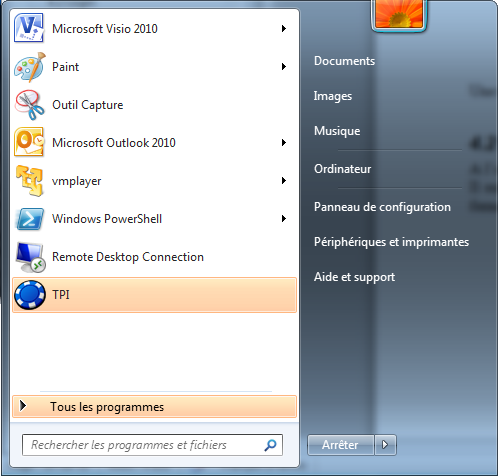 Microsoft Visio 2010
Paint
Outil Capture
Microsoft Outlook 2010
vmplayer
Windows PowerShell
Remote Desktop Connection
TPI
Tous les programmes
Rechercher les programmes et fichiers
Documents
Images
Musique
Ordinateur
Panneau de configuration
Périphériques et imprimantes
Aide et support
Arrêter